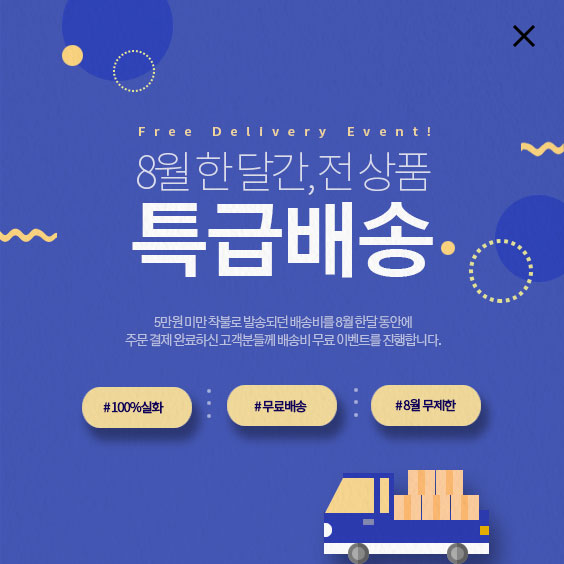 Free Delivery Event!
8월 한 달간, 전 상품
특급배송
5만원 미만 착불로 발송되던 배송비를 8월 한달 동안에
주문 결제 완료하신 고객분들께 배송비 무료 이벤트를 진행합니다.
# 100%실화
# 무료배송
# 8월 무제한